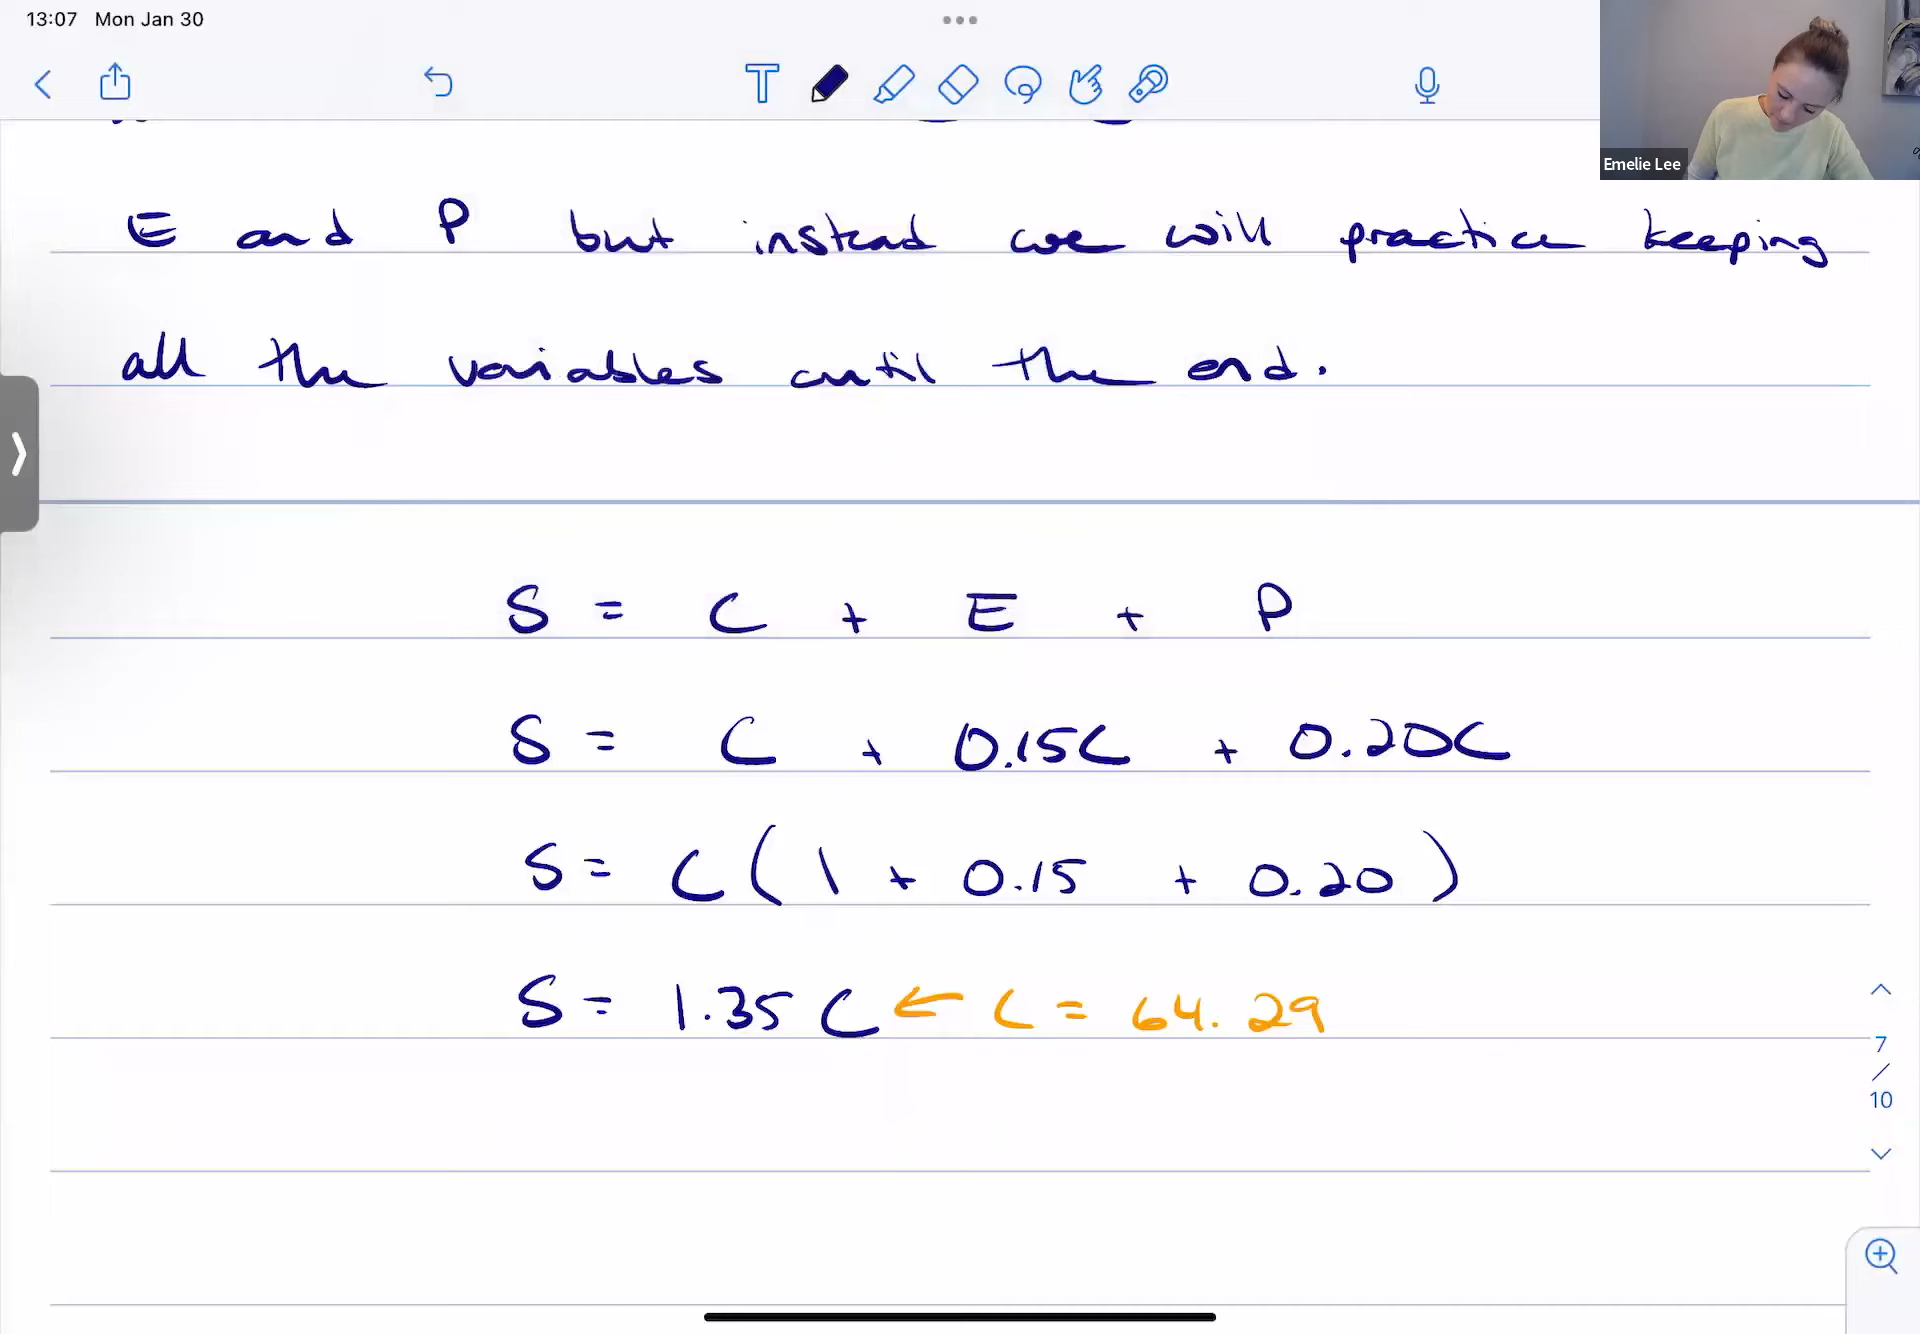 13:07 Mon Jan 30
T
Emelie Lee
E and P but instead we will practice keeping
all the variables until the end.
S = C + E + P
S = C + 0.15C + 0.20C
S = C ( 1 + 0.15 + 0.20 )
S = 1.35 C ← C = 64.29
7
/
10